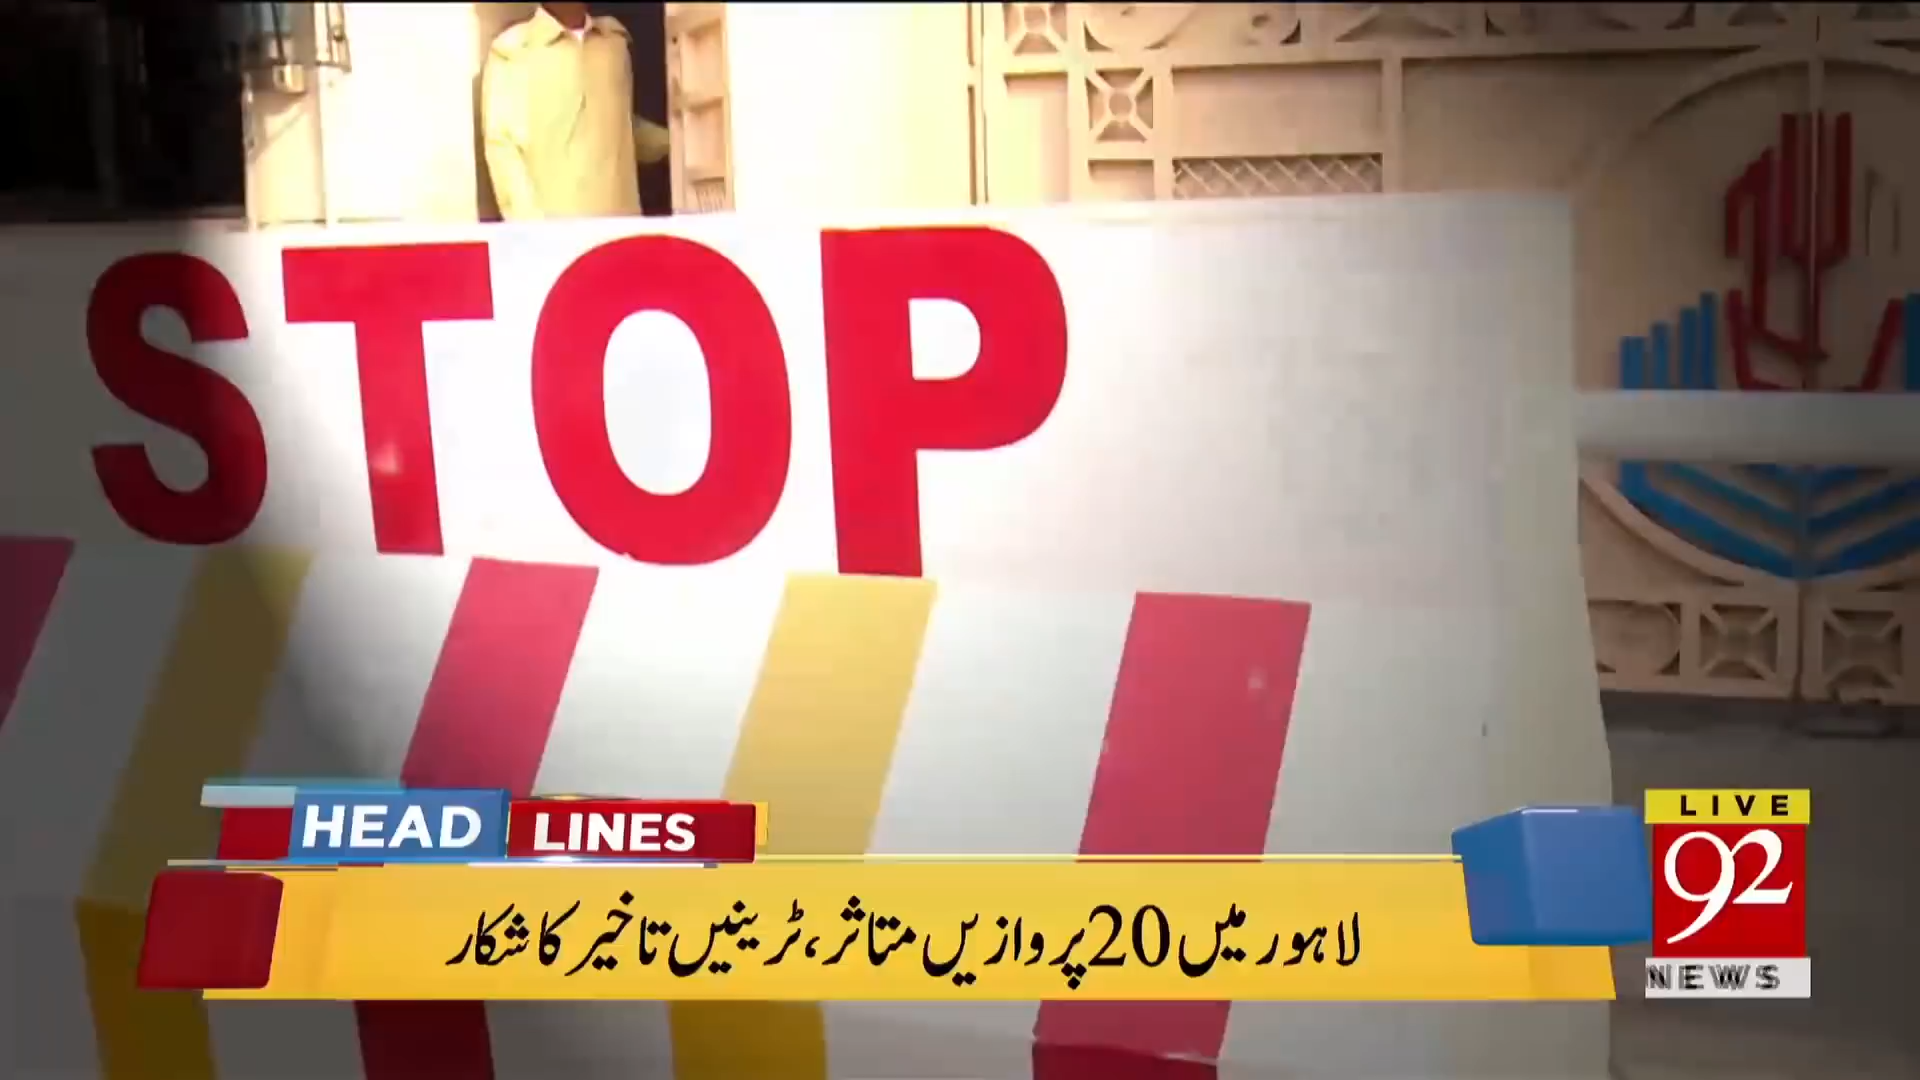 STOP
HEAD LINES
LIVE
92
NEWS
لاہور میں 20 پروازیں متاثر، ٹرینیں تاخیر کا شکار